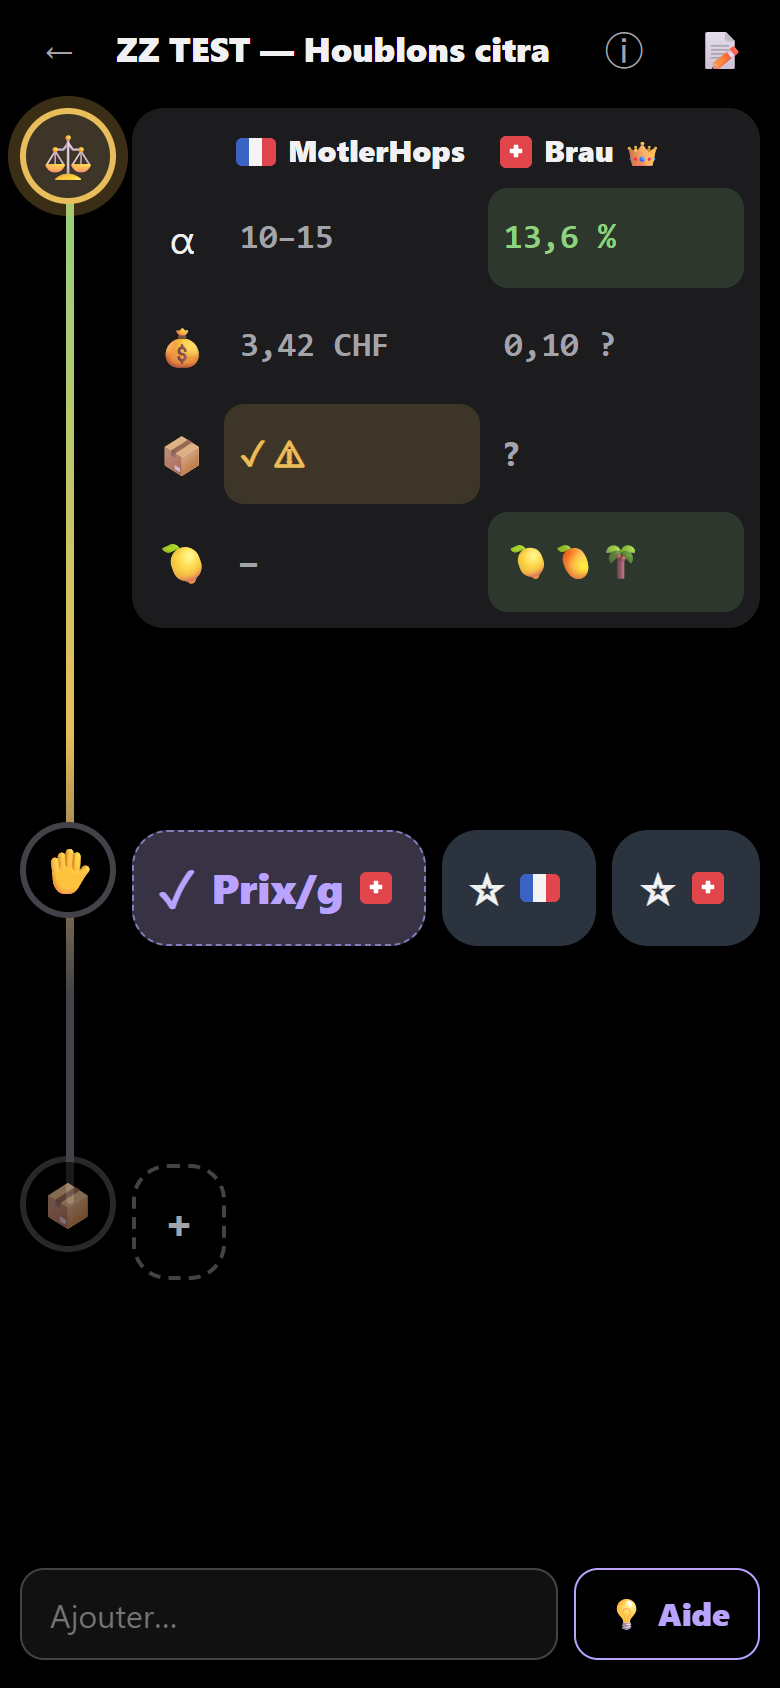 ← ZZ TEST — Houblons citra ⓘ 📝
🇫🇷 MotlerHops 🇨🇭 Brau 👑
α 10–15 13,6 %
💰 3,42 CHF 0,10 ?
📦 ✓⚠ ?
🍋 – 🍋🥭🌴
✓ Prix/g 🇨🇭 ☆ 🇫🇷 ☆ 🇨🇭
+
Ajouter… 💡 Aide